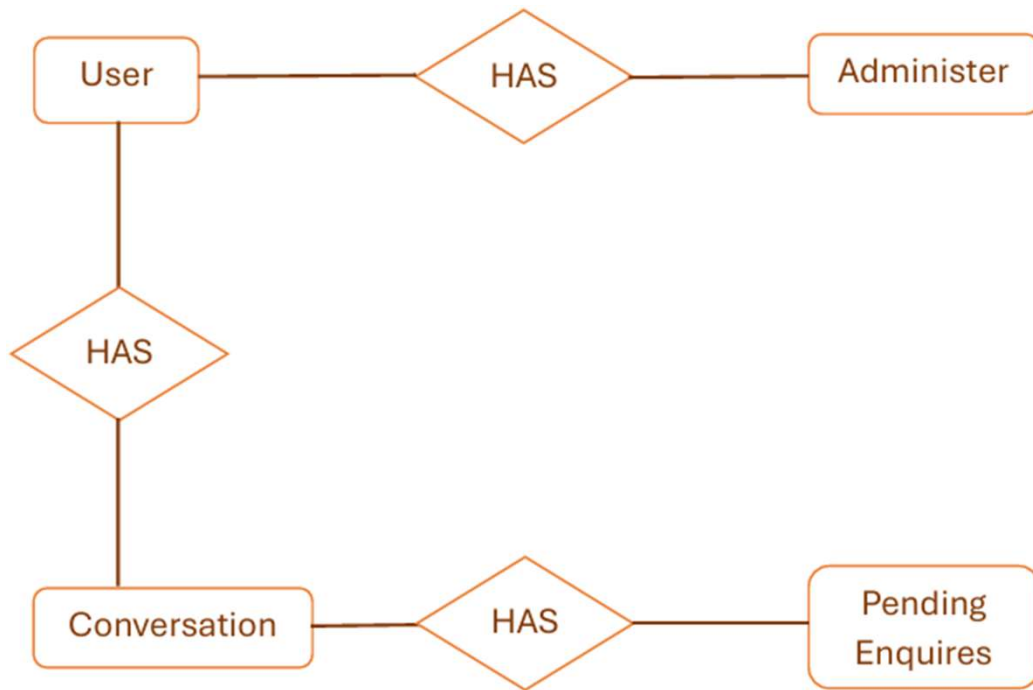 User
HAS
Administer
HAS
Conversation
HAS
Pending
Enquires